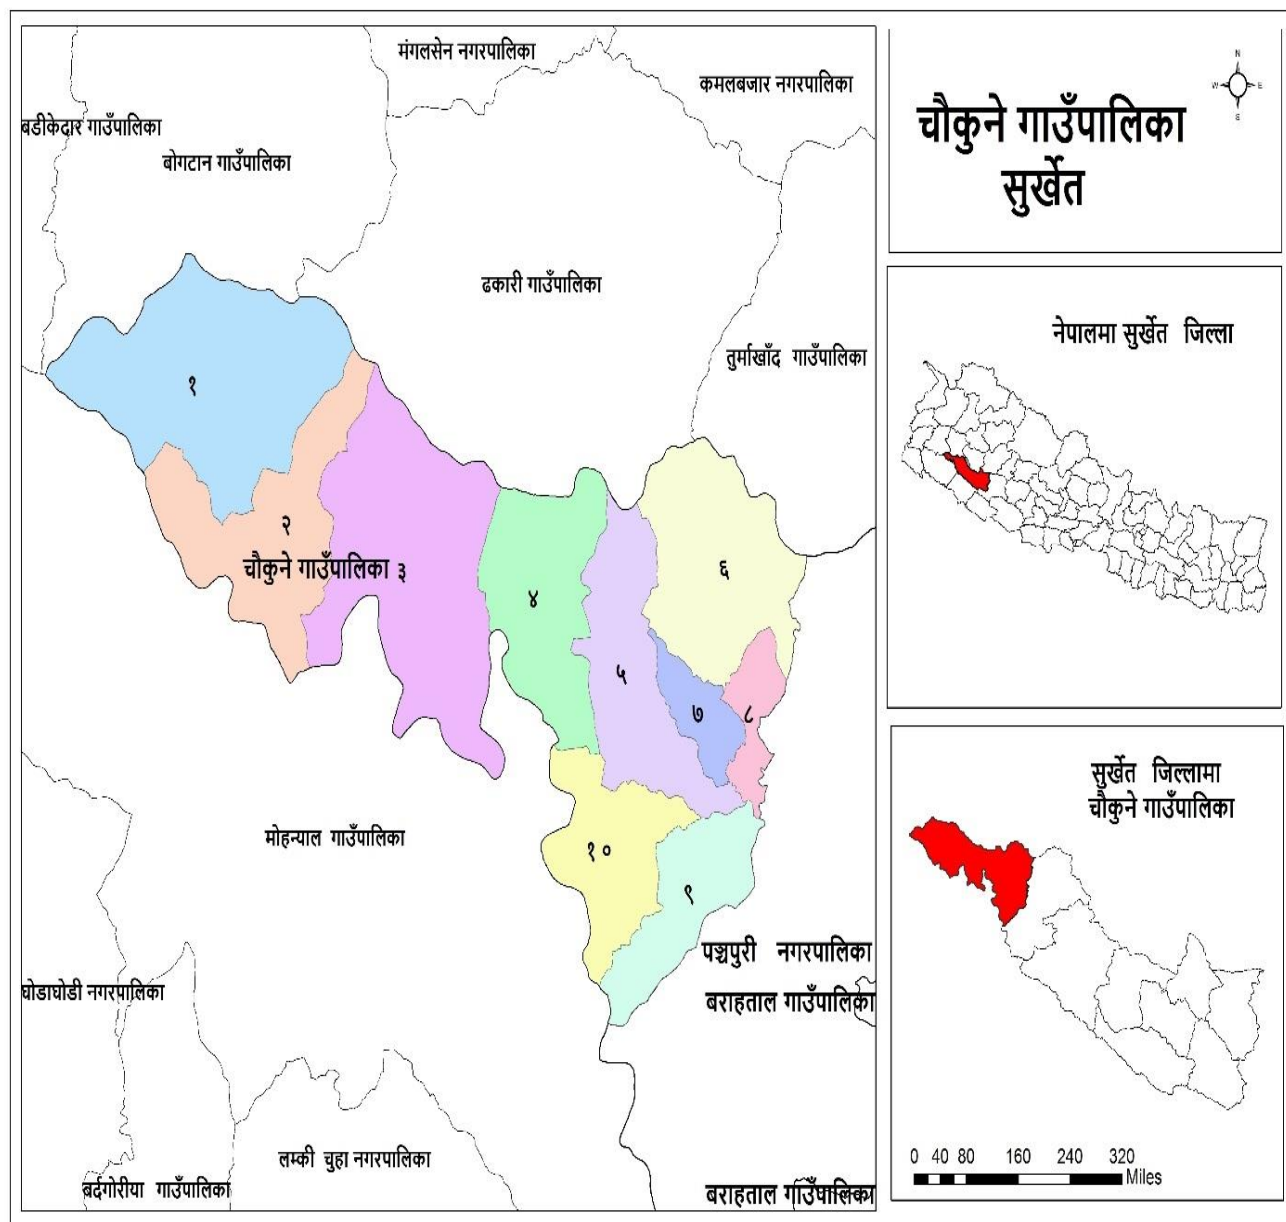 मंगलसेन नगरपालिका
कमलबजार नगरपालिका
बडीकेदार गाउँपालिका
बोगटान गाउँपालिका
ढकारी गाउँपालिका
तुर्माखाँद गाउँपालिका
१
२
चौकुने गाउँपालिका ३
४
६
५
७
८
मोहन्याल गाउँपालिका
१०
९
पञ्चपुरी नगरपालिका
घोडाघोडी नगरपालिका
बराहताल गाउँपालिका
लम्की चुहा नगरपालिका
बर्दगोरीया गाउँपालिका
बराहताल गाउँपालिका
चौकुने गाउँपालिका
सुर्खेत
N
W E
S
नेपालमा सुर्खेत जिल्ला
सुर्खेत जिल्लामा
चौकुने गाउँपालिका
0 40 80 160 240 320
Miles